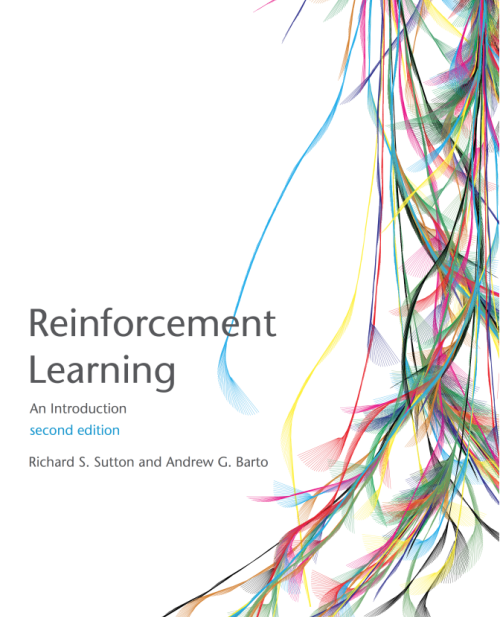 Reinforcement
Learning
An Introduction
second edition
Richard S. Sutton and Andrew G. Barto